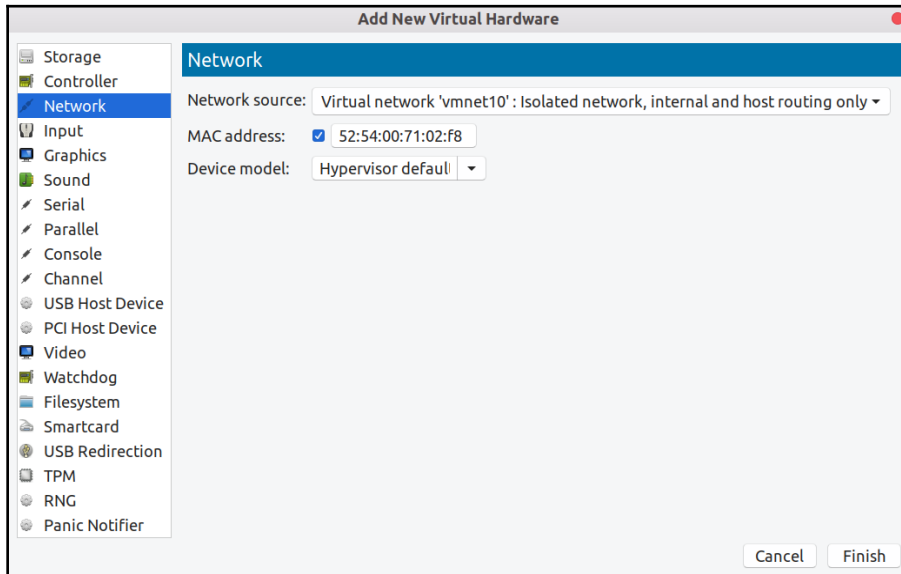 Add New Virtual Hardware
Storage
Controller
Network
Input
Graphics
Sound
Serial
Parallel
Console
Channel
USB Host Device
PCI Host Device
Video
Watchdog
Filesystem
Smartcard
USB Redirection
TPM
RNG
Panic Notifier
Network
Network source: Virtual network 'vmnet10' : Isolated network, internal and host routing only
MAC address: 52:54:00:71:02:f8
Device model: Hypervisor defaul
Cancel Finish